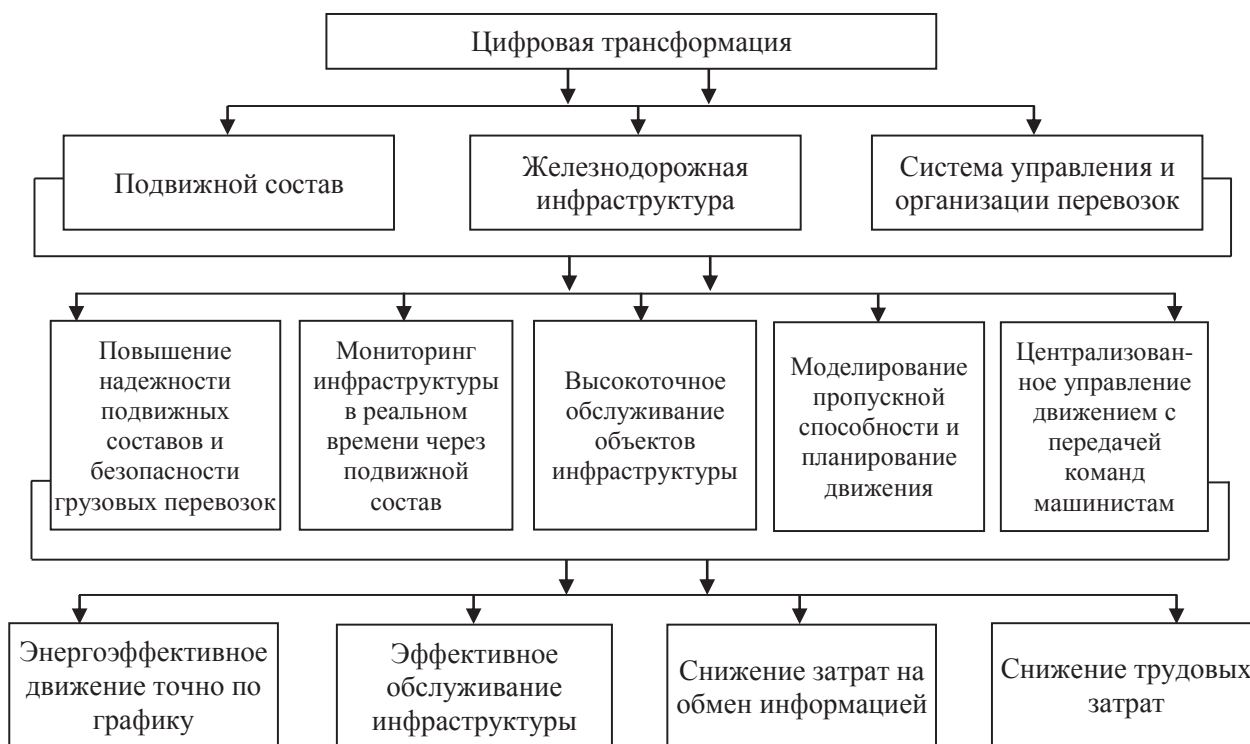 Цифровая трансформация
Подвижной состав
Железнодорожная
инфраструктура
Система управления и
организации перевозок
Повышение
надежности
подвижных
составов и
безопасности
грузовых перевозок
Мониторинг
инфраструктуры
в реальном
времени через
подвижной
состав
Высокоточное
обслуживание
объектов
инфраструктуры
Моделирование
пропускной
способности и
планирование
движения
Централизован-
ное управление
движением с
передачей
команд
машинистам
Энергоэффективное
движение точно по
графику
Эффективное
обслуживание
инфраструктуры
Снижение затрат на
обмен информацией
Снижение трудовых
затрат